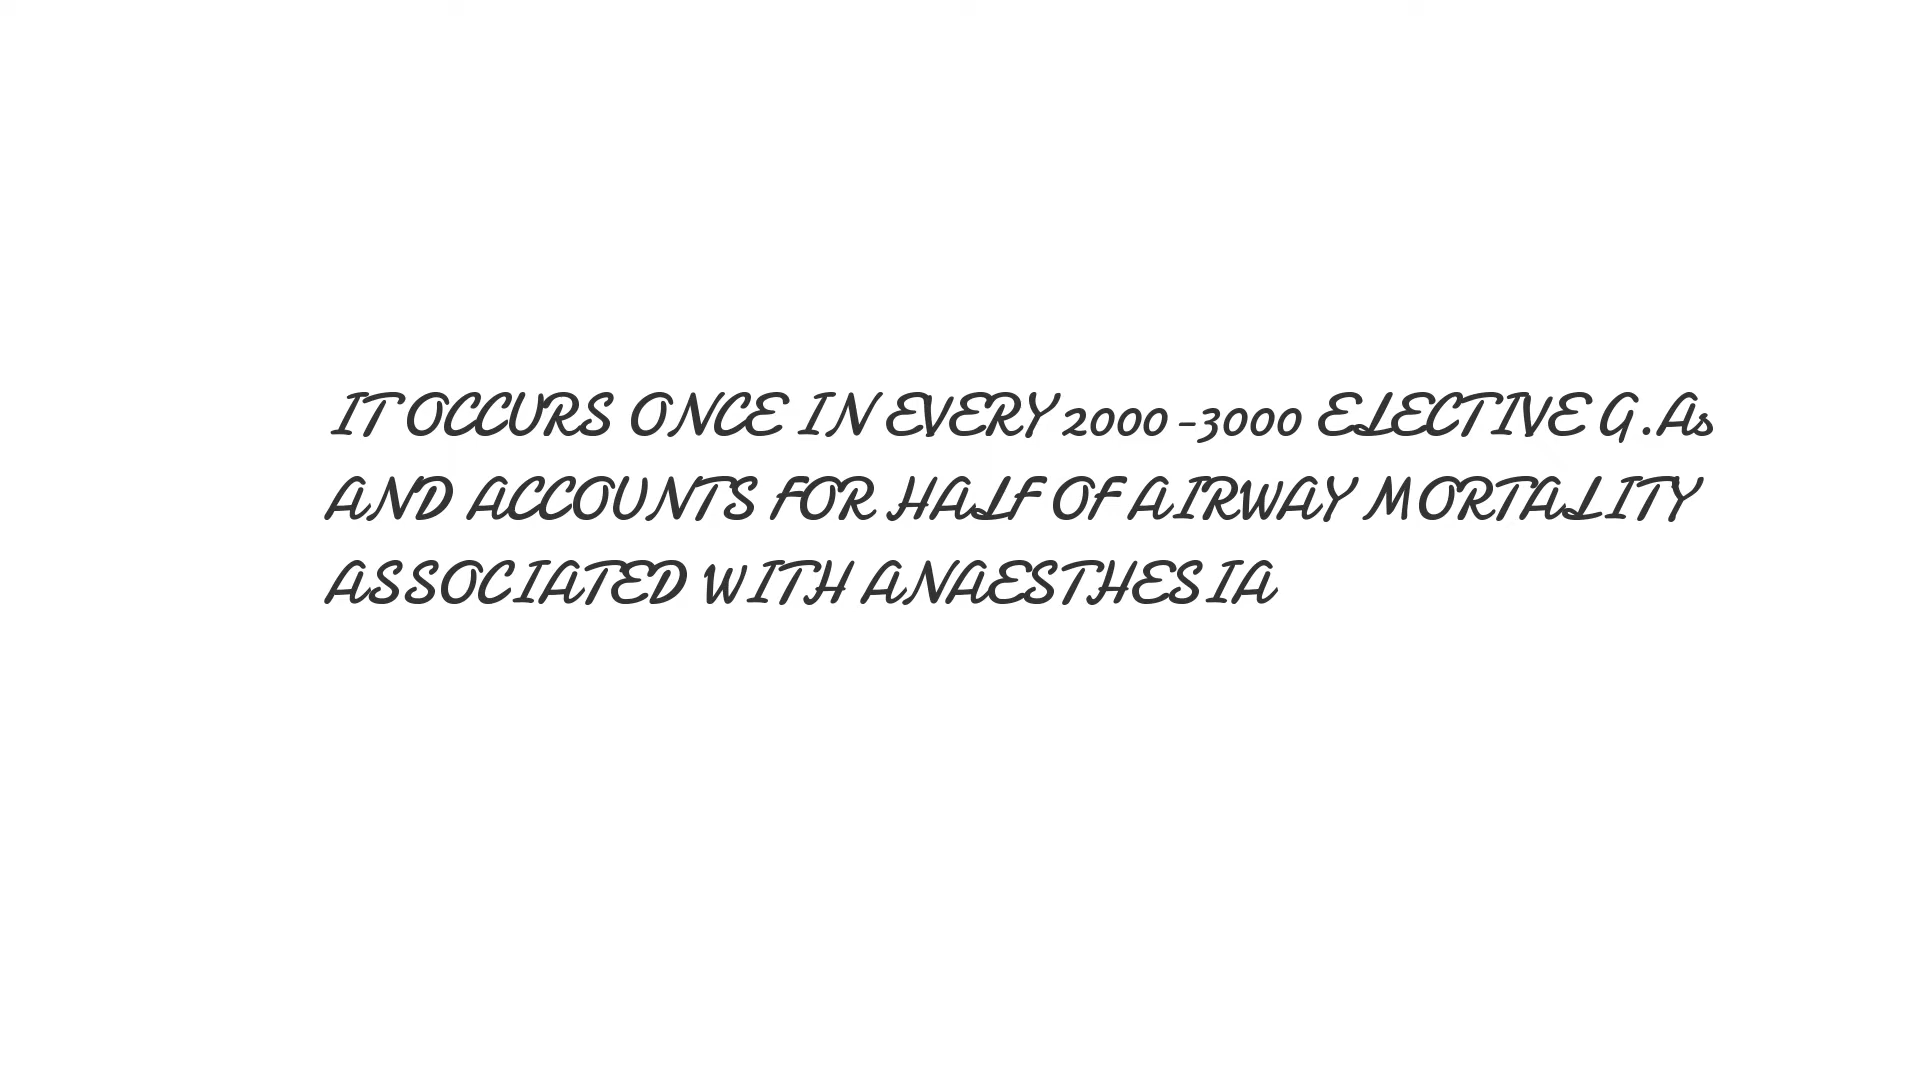 IT OCCURS ONCE IN EVERY 2000 -3000 ELECTIVE G.As
AND ACCOUNTS FOR HALF OF AIRWAY MORTALITY
ASSOCIATED WITH ANAESTHESIA